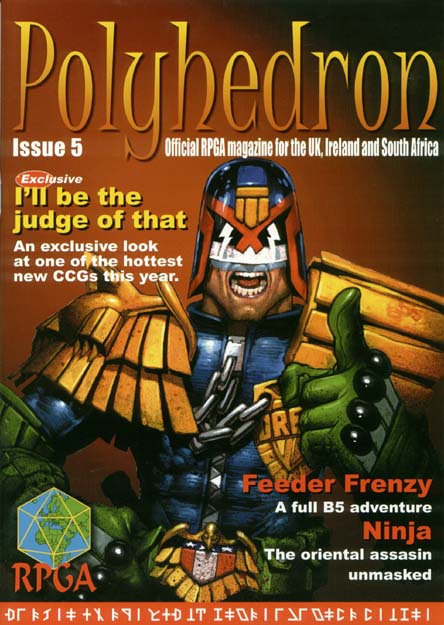 Polyhedron
Issue 5
Official RPGA magazine for the UK, Ireland and South Africa
Exclusive
I'll be the
judge of that
An exclusive look
at one of the hottest
new CCGs this year.
DRE
Feeder Frenzy
A full B5 adventure
Ninja
The oriental assasin
unmasked
RPGA